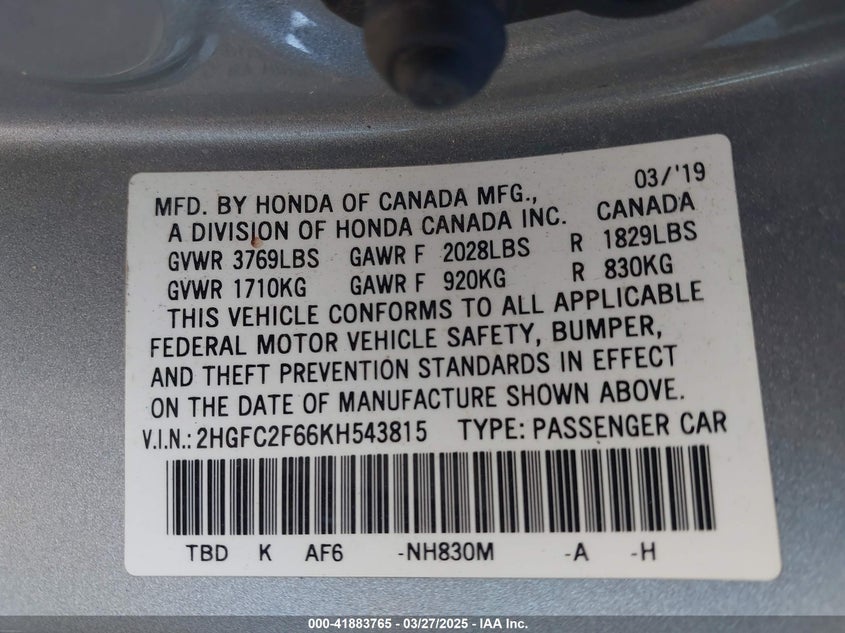 03/'19
MFD. BY HONDA OF CANADA MFG.,
A DIVISION OF HONDA CANADA INC. CANADA
GVWR 3769LBS GAWR F 2028LBS R 1829LBS
GVWR 1710KG GAWR F 920KG R 830KG
THIS VEHICLE CONFORMS TO ALL APPLICABLE
FEDERAL MOTOR VEHICLE SAFETY, BUMPER,
AND THEFT PREVENTION STANDARDS IN EFFECT
ON THE DATE OF MANUFACTURE SHOWN ABOVE.
V.I.N.: 2HGFC2F66KH543815 TYPE: PASSENGER CAR
TBD K AF6 -NH830M -A -H
000-41883765 - 03/27/2025 - IAA Inc.